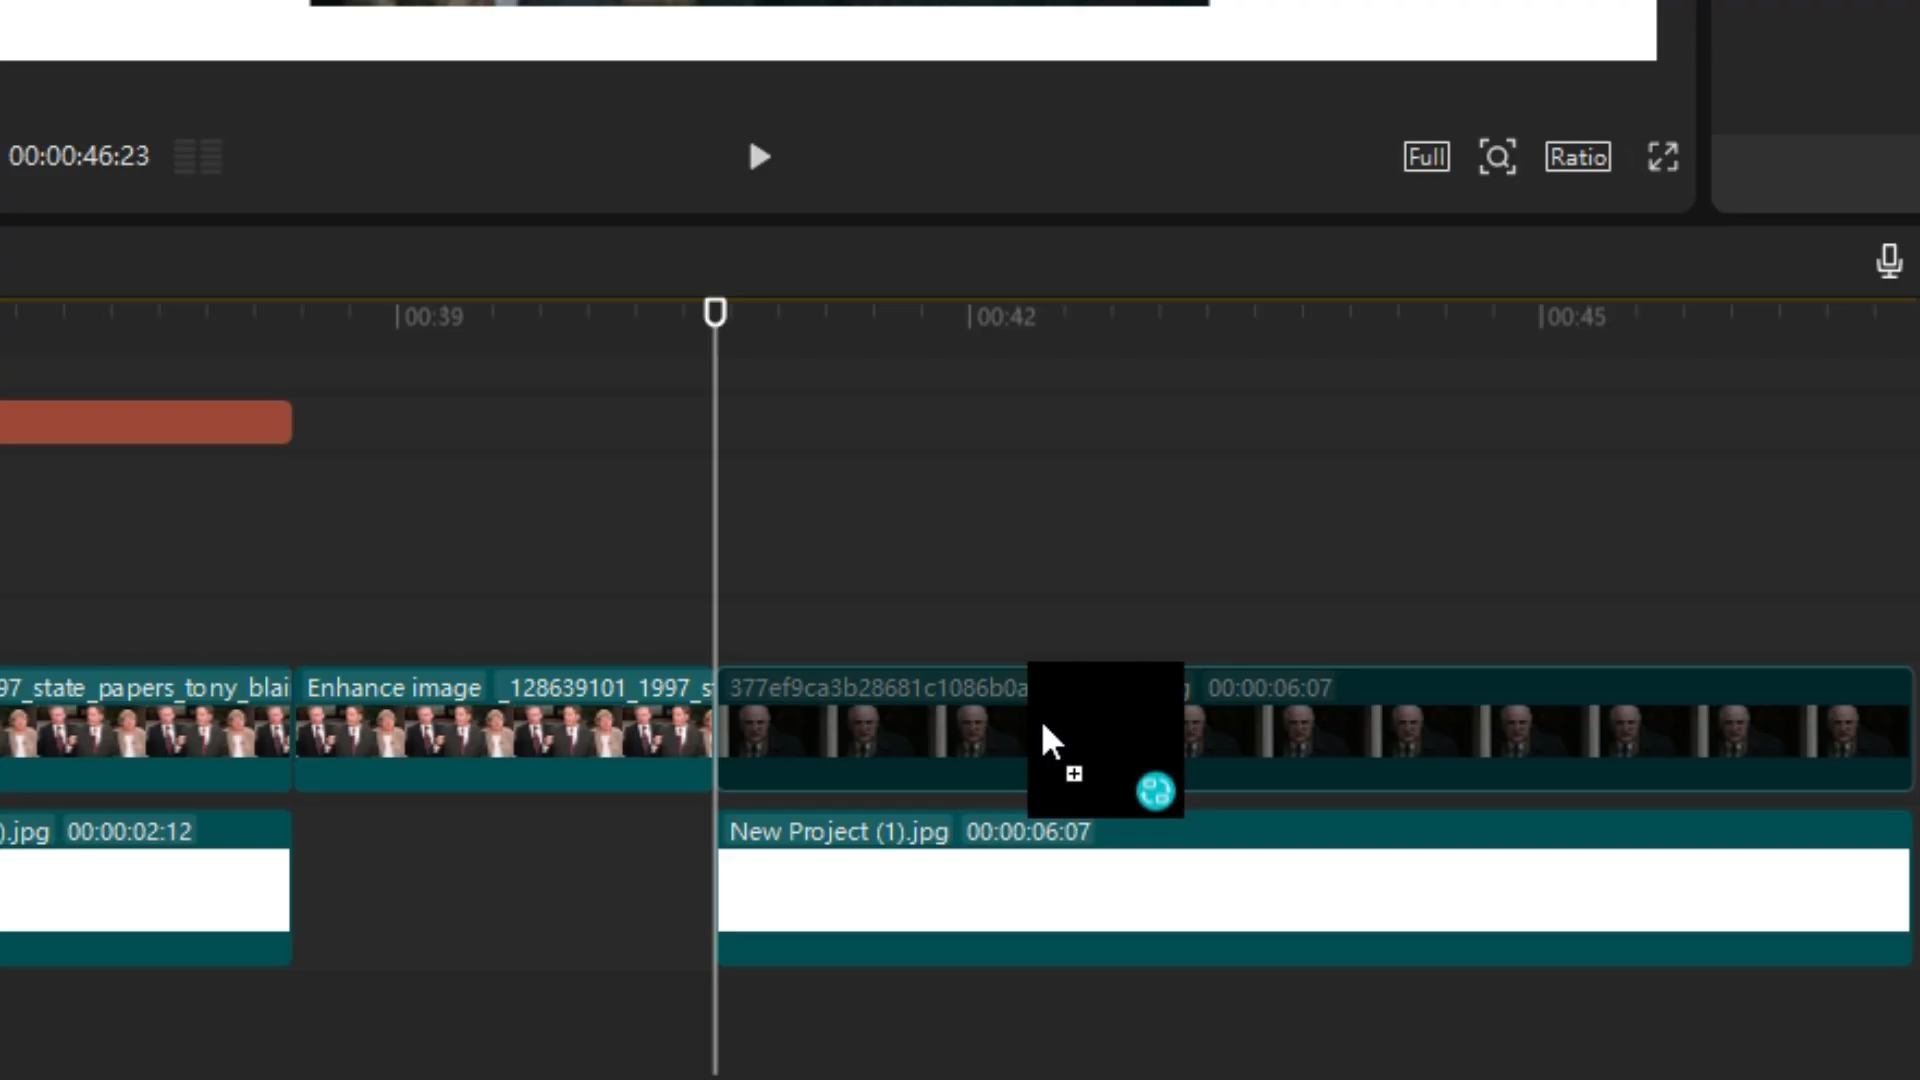 00:00:46:23
Full
Ratio
00:39
00:42
00:45
97_state_papers_tony_blai
Enhance image _128639101_1997_s
377ef9ca3b28681c1086b0a
00:00:06:07
).jpg 00:00:02:12
New Project (1).jpg 00:00:06:07